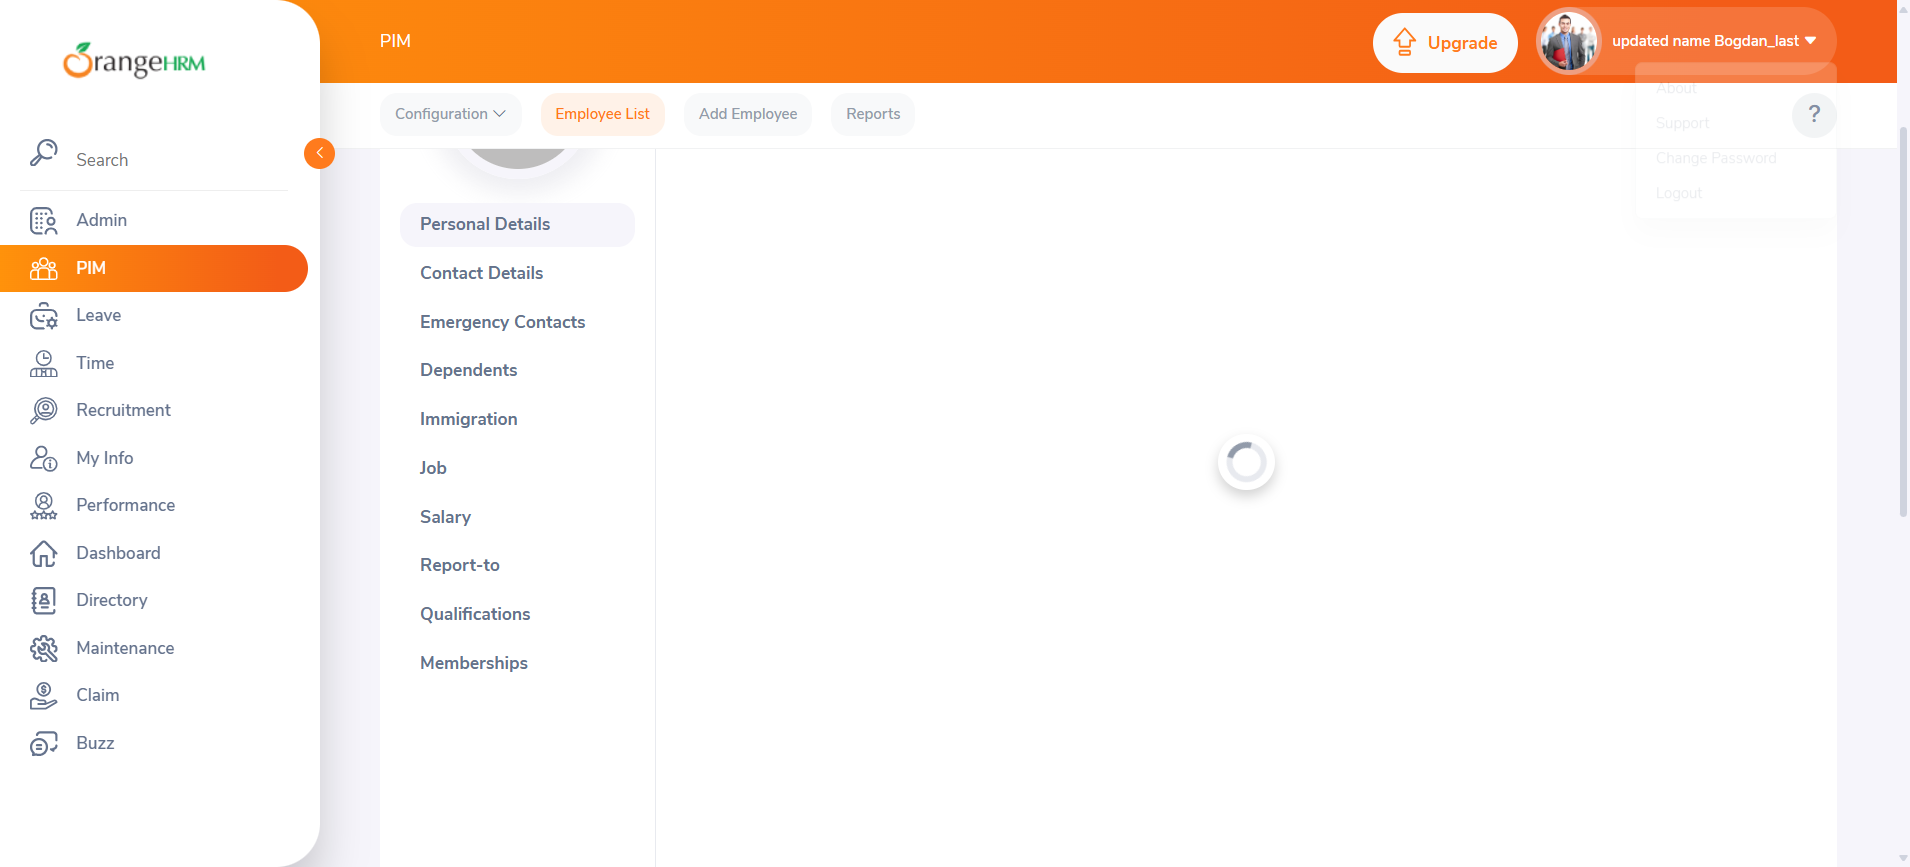 OrangeHRM
PIM
Upgrade
updated name Bogdan_last
About
Support
Change Password
Logout
Configuration
Employee List
Add Employee
Reports
?
Search
Admin
PIM
Leave
Time
Recruitment
My Info
Performance
Dashboard
Directory
Maintenance
Claim
Buzz
Personal Details
Contact Details
Emergency Contacts
Dependents
Immigration
Job
Salary
Report-to
Qualifications
Memberships